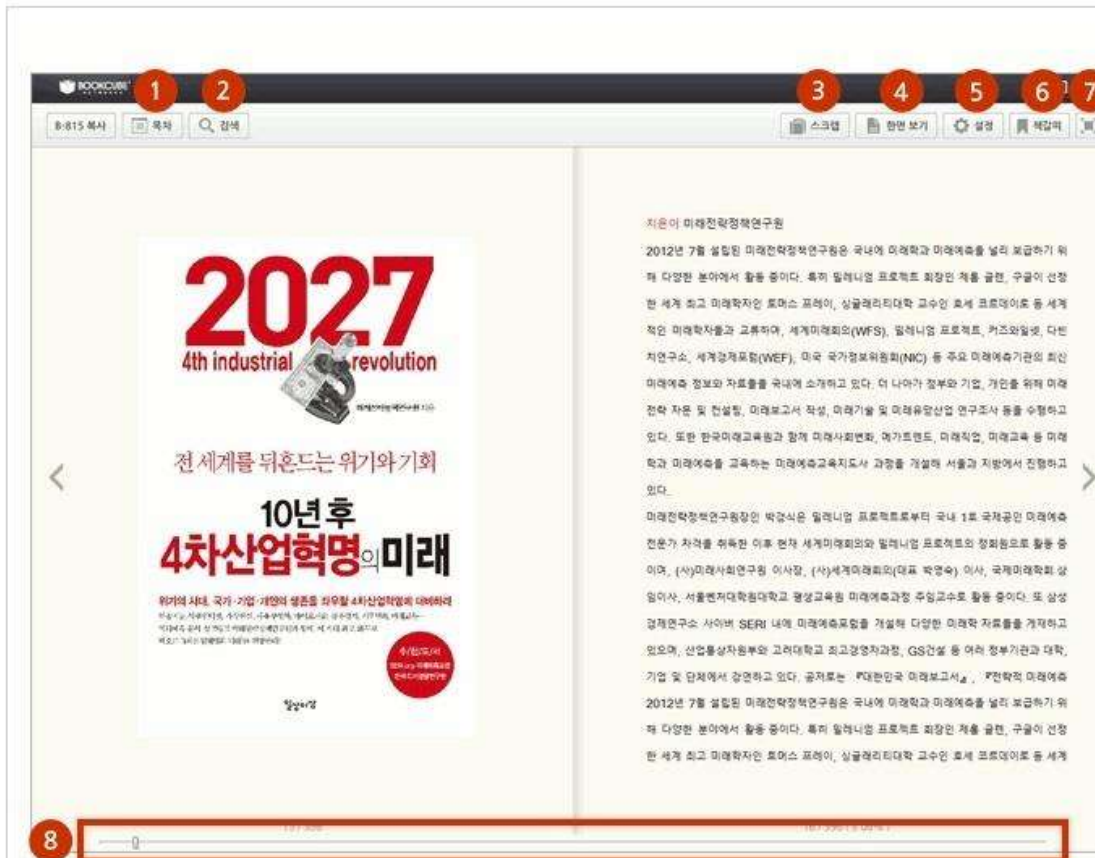 BOOKCUBE
NETWORKS
1
2
3
4
5
6
7
B-815 복사
목차
검색
스크랩
한면 보기
설정
책갈피
2027
4th industrial revolution
미래전략정책연구원 지음
전 세계를 뒤흔드는 위기와 기회
10년 후
4차산업혁명의 미래
위기의 시대, 국가·기업·개인의 생존을 좌우할 4차산업혁명에 대비하라
일상이상
지은이 미래전략정책연구원
2012년 7월 설립된 미래전략정책연구원은 국내에 미래학과 미래예측을 널리 보급하기 위
해 다양한 분야에서 활동 중이다. 특히 밀레니엄 프로젝트 회장인 제롬 글렌, 구글이 선정
한 세계 최고 미래학자인 토머스 프레이, 싱귤래리티대학 교수인 호세 코르데이로 등 세계
적인 미래학자들과 교류하며, 세계미래회의(WFS), 밀레니엄 프로젝트, 커즈와일넷, 다빈
치연구소, 세계경제포럼(WEF), 미국 국가정보위원회(NIC) 등 주요 미래예측기관의 최신
미래예측 정보와 자료들을 국내에 소개하고 있다. 더 나아가 정부와 기업, 개인을 위해 미래
전략 자문 및 컨설팅, 미래보고서 작성, 미래기술 및 미래유망산업 연구조사 등을 수행하고
있다. 또한 한국미래교육원과 함께 미래사회변화, 메가트렌드, 미래직업, 미래교육 등 미래
학과 미래예측을 교육하는 미래예측교육지도사 과정을 개설해 서울과 지방에서 진행하고
있다.
미래전략정책연구원장인 박경식은 밀레니엄 프로젝트로부터 국내 1호 국제공인 미래예측
전문가 자격을 취득한 이후 현재 세계미래회의와 밀레니엄 프로젝트의 정회원으로 활동 중
이며, (사)미래사회연구원 이사장, (사)세계미래회의(대표 박영숙) 이사, 국제미래학회 상
임이사, 서울벤처대학원대학교 평생교육원 미래예측과정 주임교수로 활동 중이다. 또 삼성
경제연구소 사이버 SERI 내에 미래예측포럼을 개설해 다양한 미래학 자료들을 게재하고
있으며, 산업통상자원부와 고려대학교 최고경영자과정, GS건설 등 여러 정부기관과 대학,
기업 및 단체에서 강연하고 있다. 공저로는 『대한민국 미래보고서』, 『전략적 미래예측
2012년 7월 설립된 미래전략정책연구원은 국내에 미래학과 미래예측을 널리 보급하기 위
해 다양한 분야에서 활동 중이다. 특히 밀레니엄 프로젝트 회장인 제롬 글렌, 구글이 선정
한 세계 최고 미래학자인 토머스 프레이, 싱귤래리티대학 교수인 호세 코르데이로 등 세계
8